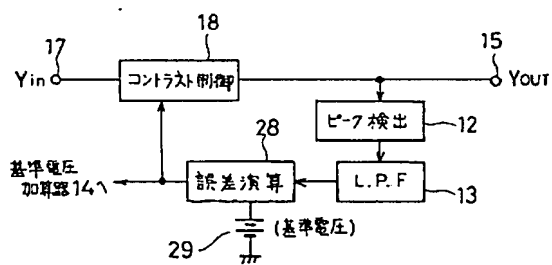 18
17
15
Yin
コントラスト制御
YOUT
ピーク検出
12
28
基準電圧
加算器14へ
誤差演算
L.P.F
13
29
(基準電圧)